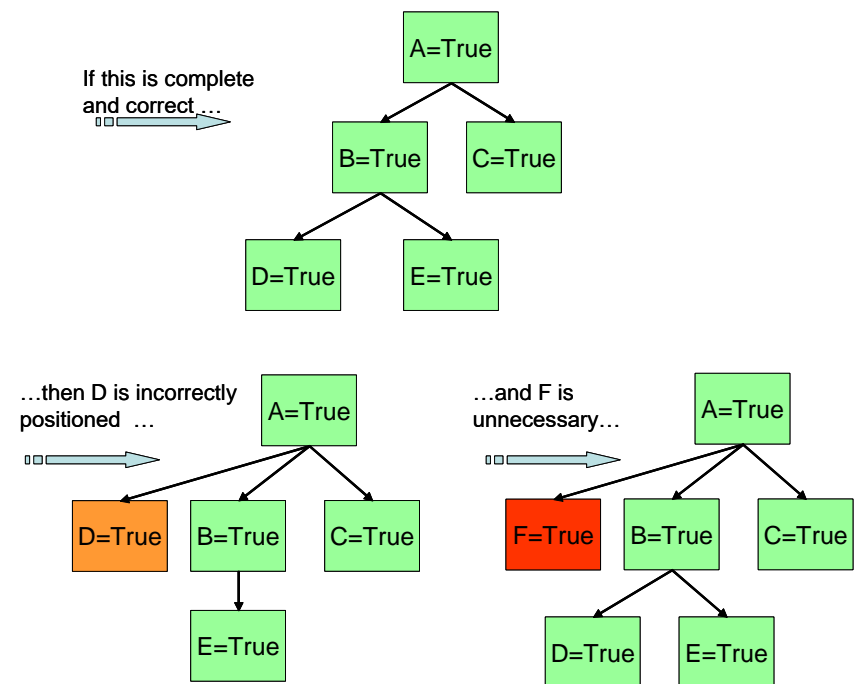 A=True
If this is complete
and correct …
B=True
C=True
D=True
E=True
…then D is incorrectly
positioned …
A=True
D=True
B=True
C=True
E=True
…and F is
unnecessary…
A=True
F=True
B=True
C=True
D=True
E=True